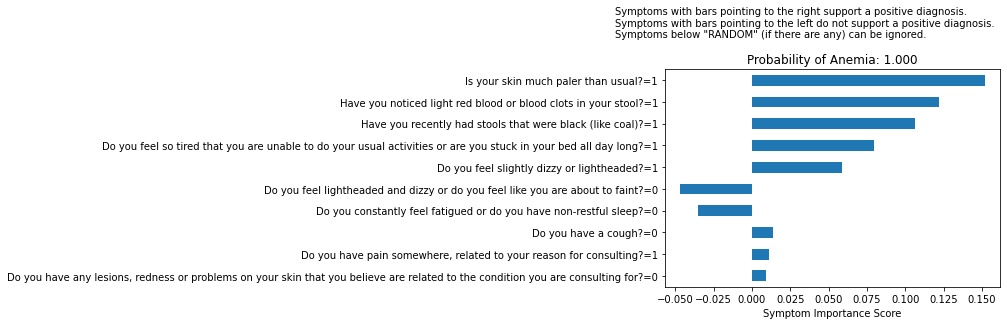 Symptoms with bars pointing to the right support a positive diagnosis.
Symptoms with bars pointing to the left do not support a positive diagnosis.
Symptoms below "RANDOM" (if there are any) can be ignored.
Probability of Anemia: 1.000
Is your skin much paler than usual?=1
Have you noticed light red blood or blood clots in your stool?=1
Have you recently had stools that were black (like coal)?=1
Do you feel so tired that you are unable to do your usual activities or are you stuck in your bed all day long?=1
Do you feel slightly dizzy or lightheaded?=1
Do you feel lightheaded and dizzy or do you feel like you are about to faint?=0
Do you constantly feel fatigued or do you have non-restful sleep?=0
Do you have a cough?=0
Do you have pain somewhere, related to your reason for consulting?=1
Do you have any lesions, redness or problems on your skin that you believe are related to the condition you are consulting for?=0
-0.050 -0.025 0.000 0.025 0.050 0.075 0.100 0.125 0.150
Symptom Importance Score